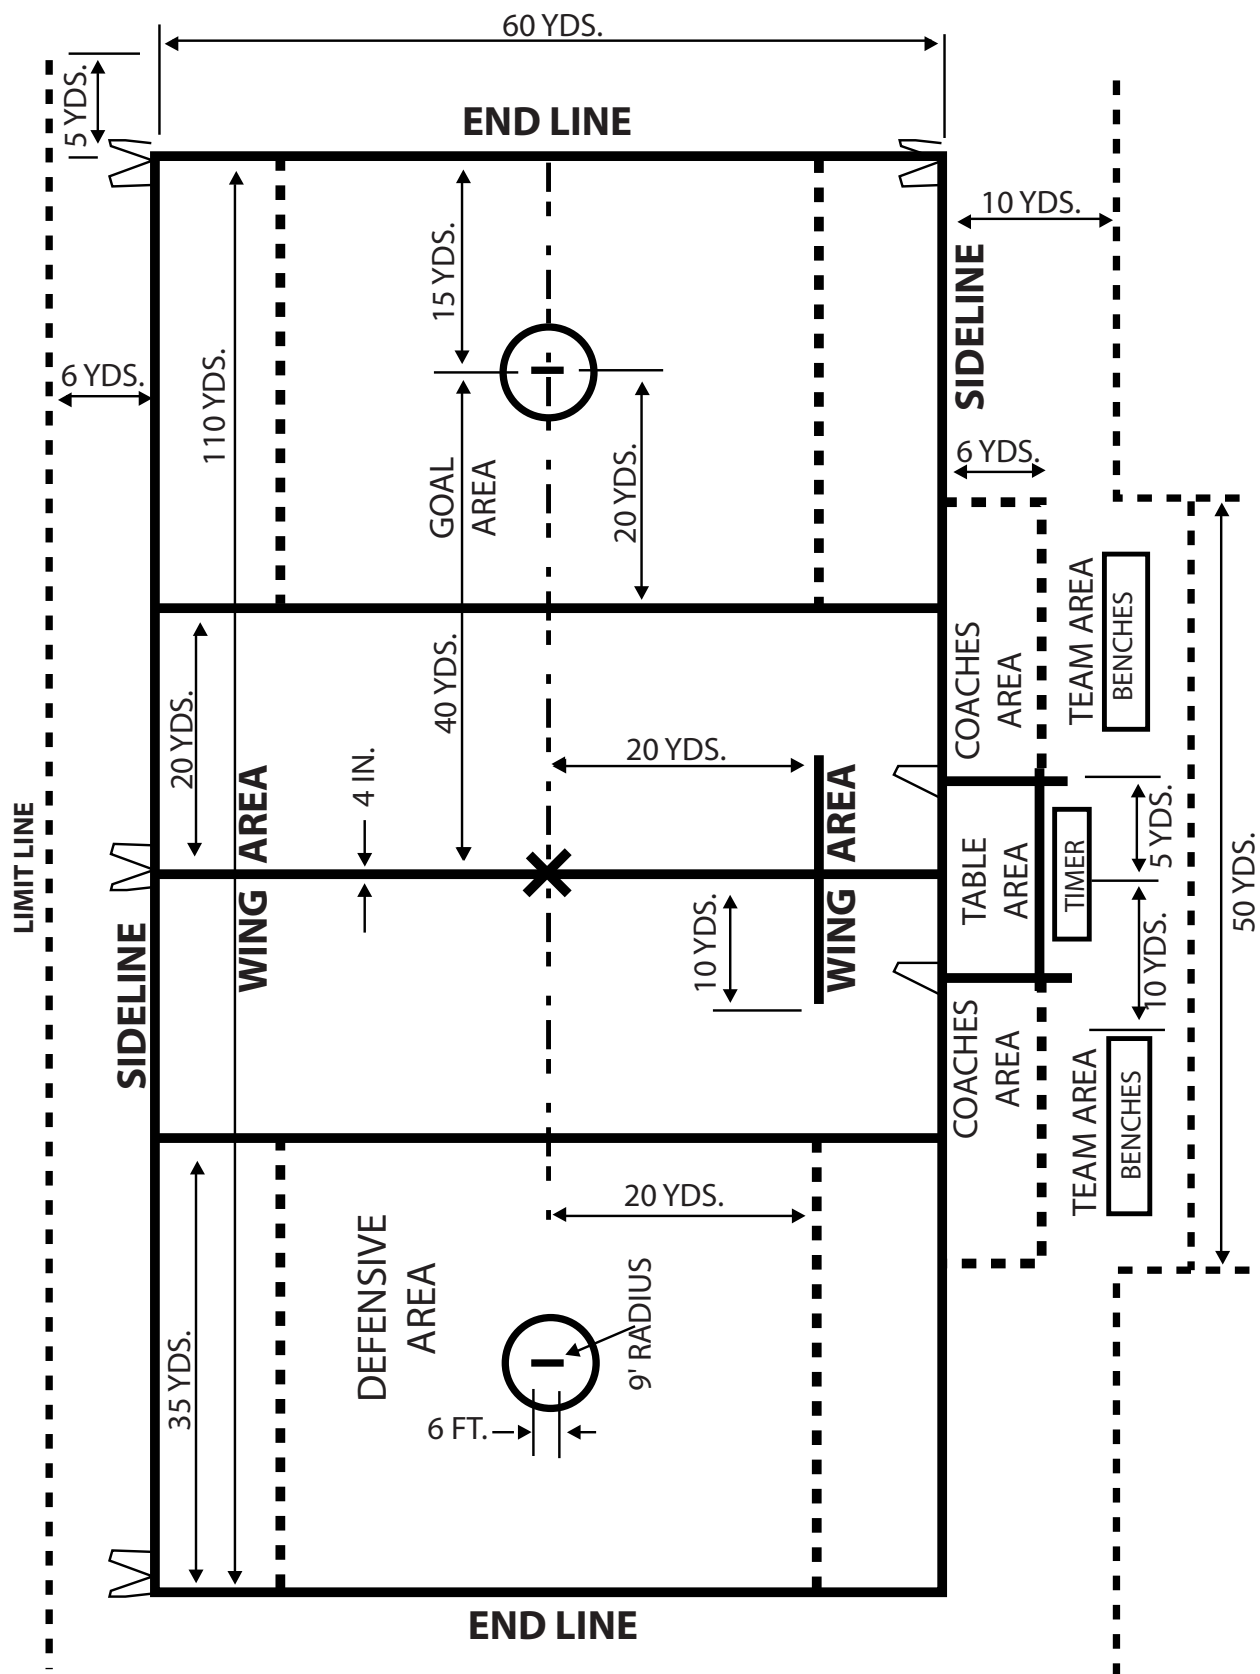 60 YDS.
5 YDS.
END LINE
10 YDS.
15 YDS.
SIDELINE
6 YDS.
110 YDS.
6 YDS.
GOAL
AREA
20 YDS.
TEAM AREA
BENCHES
COACHES
AREA
20 YDS.
40 YDS.
20 YDS.
4 IN.
WING AREA
WING AREA
LIMIT LINE
TABLE
AREA
TIMER
5 YDS.
50 YDS.
SIDELINE
10 YDS.
10 YDS.
COACHES
AREA
TEAM AREA
BENCHES
20 YDS.
DEFENSIVE
AREA
9' RADIUS
35 YDS.
6 FT.
END LINE